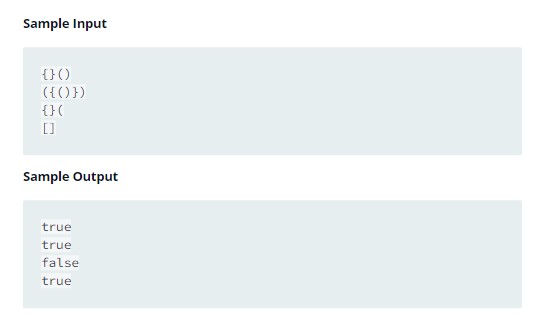 Sample Input
{}()
({()})
{}(
[]
Sample Output
true
true
false
true